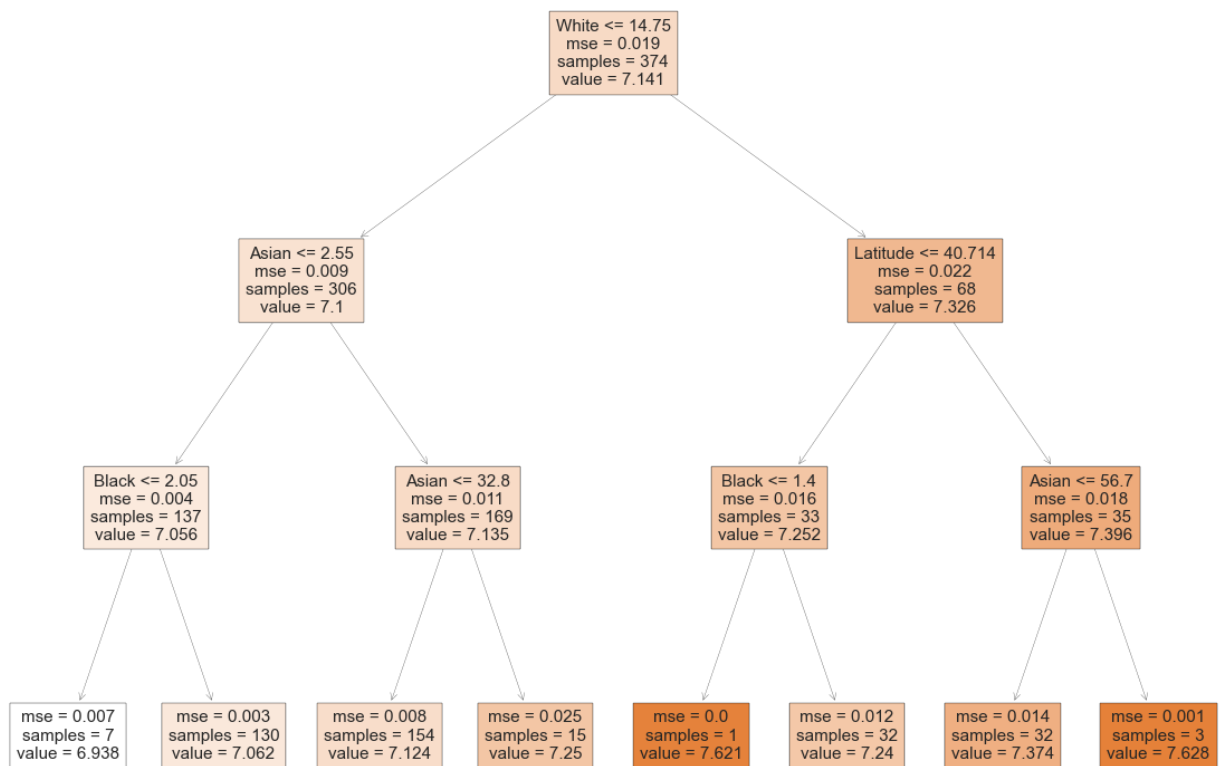 White <= 14.75
mse = 0.019
samples = 374
value = 7.141
Asian <= 2.55
mse = 0.009
samples = 306
value = 7.1
Latitude <= 40.714
mse = 0.022
samples = 68
value = 7.326
Black <= 2.05
mse = 0.004
samples = 137
value = 7.056
Asian <= 32.8
mse = 0.011
samples = 169
value = 7.135
Black <= 1.4
mse = 0.016
samples = 33
value = 7.252
Asian <= 56.7
mse = 0.018
samples = 35
value = 7.396
mse = 0.007
samples = 7
value = 6.938
mse = 0.003
samples = 130
value = 7.062
mse = 0.008
samples = 154
value = 7.124
mse = 0.025
samples = 15
value = 7.25
mse = 0.0
samples = 1
value = 7.621
mse = 0.012
samples = 32
value = 7.24
mse = 0.014
samples = 32
value = 7.374
mse = 0.001
samples = 3
value = 7.628